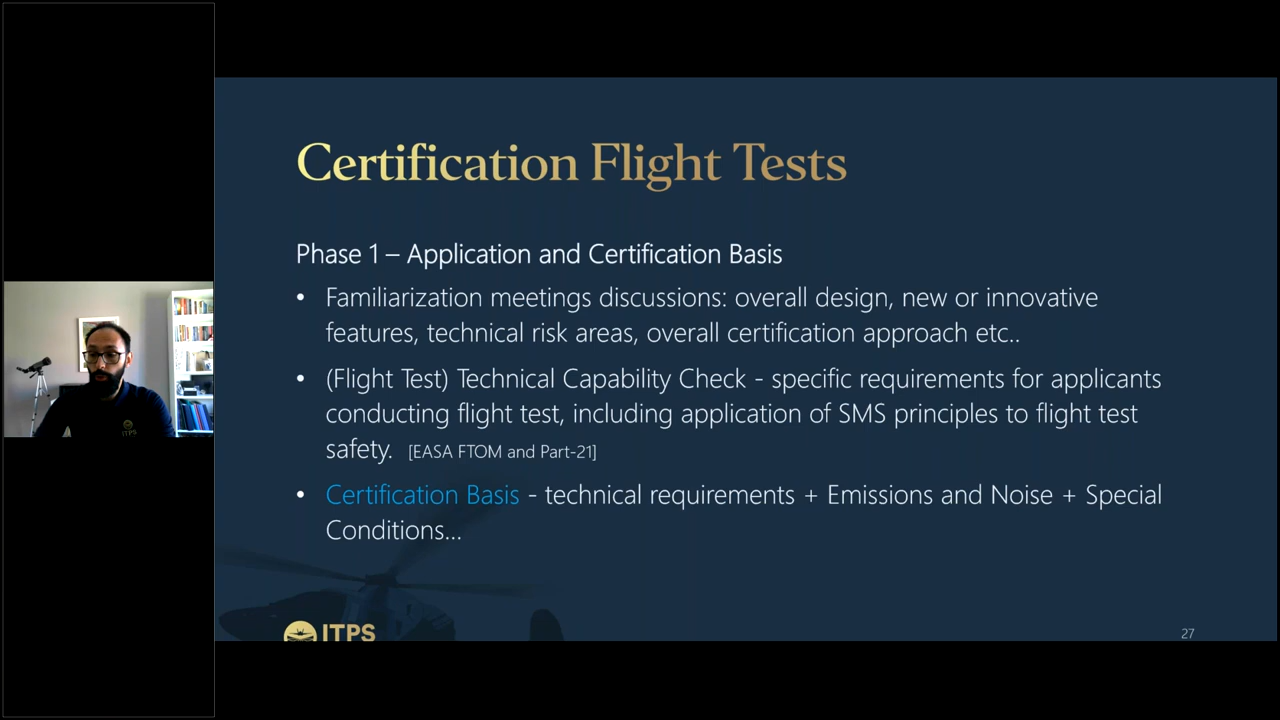 Certification Flight Tests
Phase 1 – Application and Certification Basis
• Familiarization meetings discussions: overall design, new or innovative
features, technical risk areas, overall certification approach etc..
• (Flight Test) Technical Capability Check - specific requirements for applicants
conducting flight test, including application of SMS principles to flight test
safety. [EASA FTOM and Part-21]
• Certification Basis - technical requirements + Emissions and Noise + Special
Conditions...
ITPS
ITPS
27